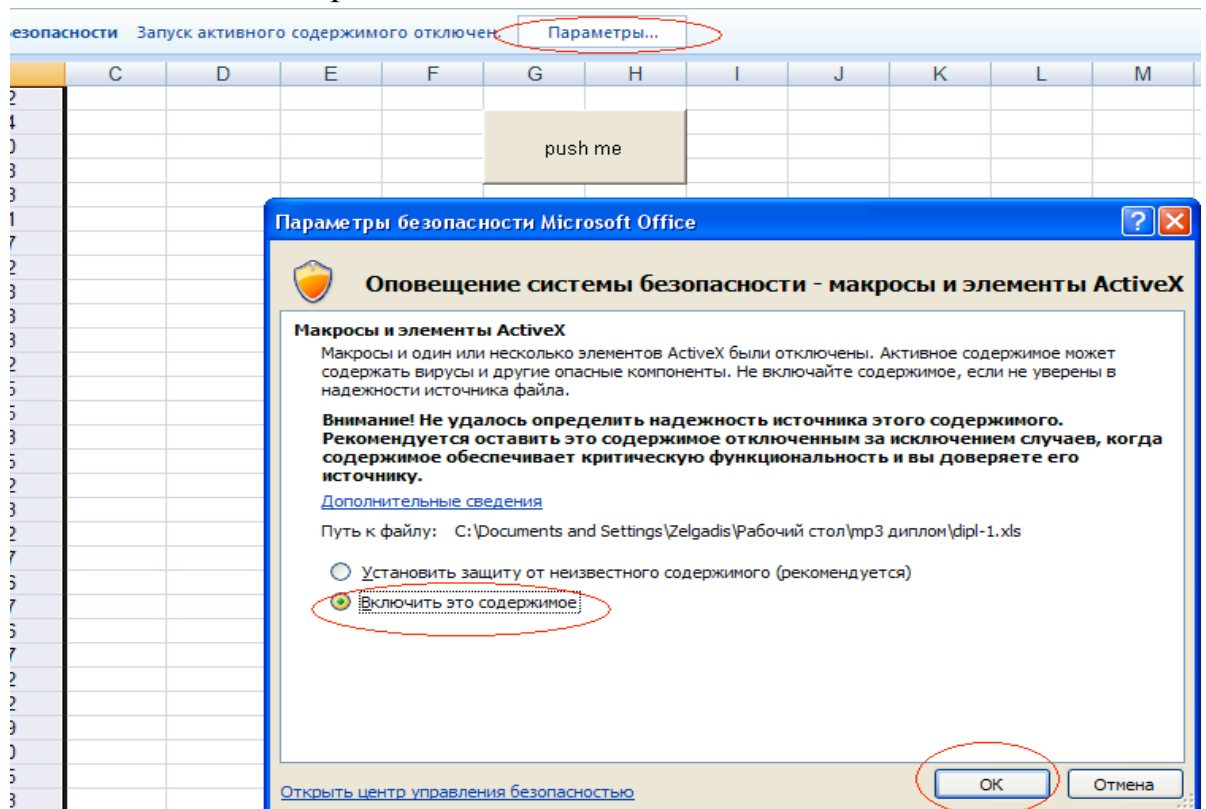 езопасности Запуск активного содержимого отключен. Параметры...
C D E F G H I J K L M
push me
Параметры безопасности Microsoft Office
Оповещение системы безопасности - макросы и элементы ActiveX
Макросы и элементы ActiveX
Макросы и один или несколько элементов ActiveX были отключены. Активное содержимое может
содержать вирусы и другие опасные компоненты. Не включайте содержимое, если не уверены в
надежности источника файла.
Внимание! Не удалось определить надежность источника этого содержимого.
Рекомендуется оставить это содержимое отключенным за исключением случаев, когда
содержимое обеспечивает критическую функциональность и вы доверяете его
источнику.
Дополнительные сведения
Путь к файлу: C:\Documents and Settings\Zelgadis\Рабочий стол\mp3 диплом\dipl-1.xls
Установить защиту от неизвестного содержимого (рекомендуется)
Включить это содержимое
Открыть центр управления безопасностью
ОК Отмена